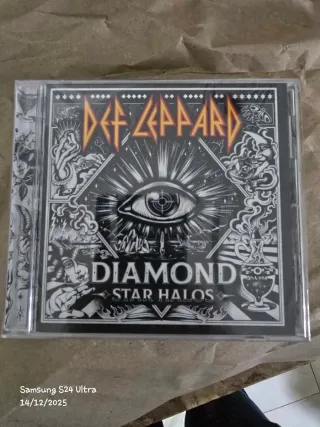 DEF LEPPARD
DIAMOND
STAR HALOS
Samsung S24 Ultra
14/12/2025